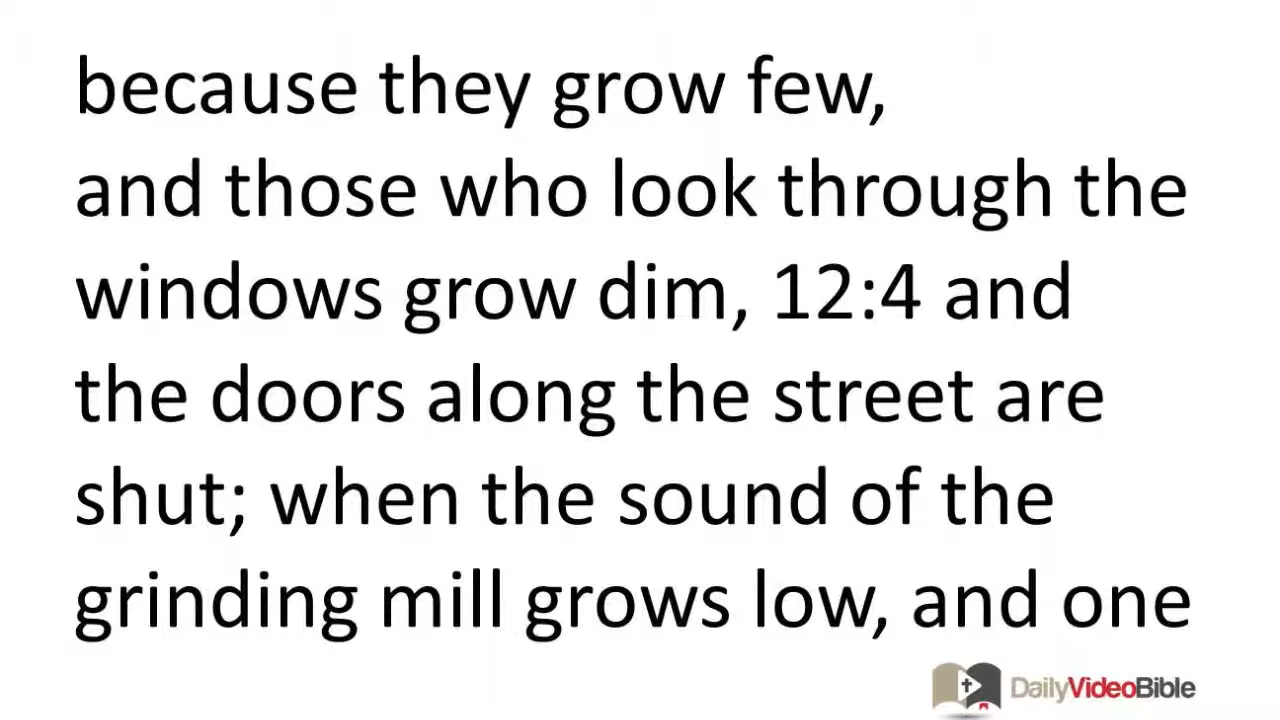 because they grow few,
and those who look through the
windows grow dim, 12:4 and
the doors along the street are
shut; when the sound of the
grinding mill grows low, and one
DailyVideoBible